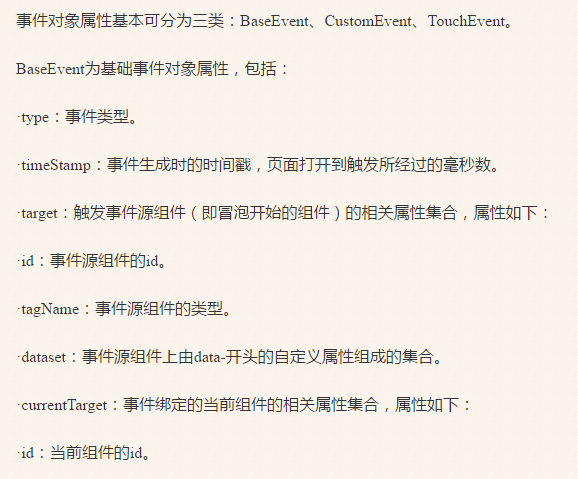 事件对象属性基本可分为三类：BaseEvent、CustomEvent、TouchEvent。
BaseEvent为基础事件对象属性，包括：
·type：事件类型。
·timeStamp：事件生成时的时间戳，页面打开到触发所经过的毫秒数。
·target：触发事件源组件（即冒泡开始的组件）的相关属性集合，属性如下：
·id：事件源组件的id。
·tagName：事件源组件的类型。
·dataset：事件源组件上由data-开头的自定义属性组成的集合。
·currentTarget：事件绑定的当前组件的相关属性集合，属性如下：
·id：当前组件的id。